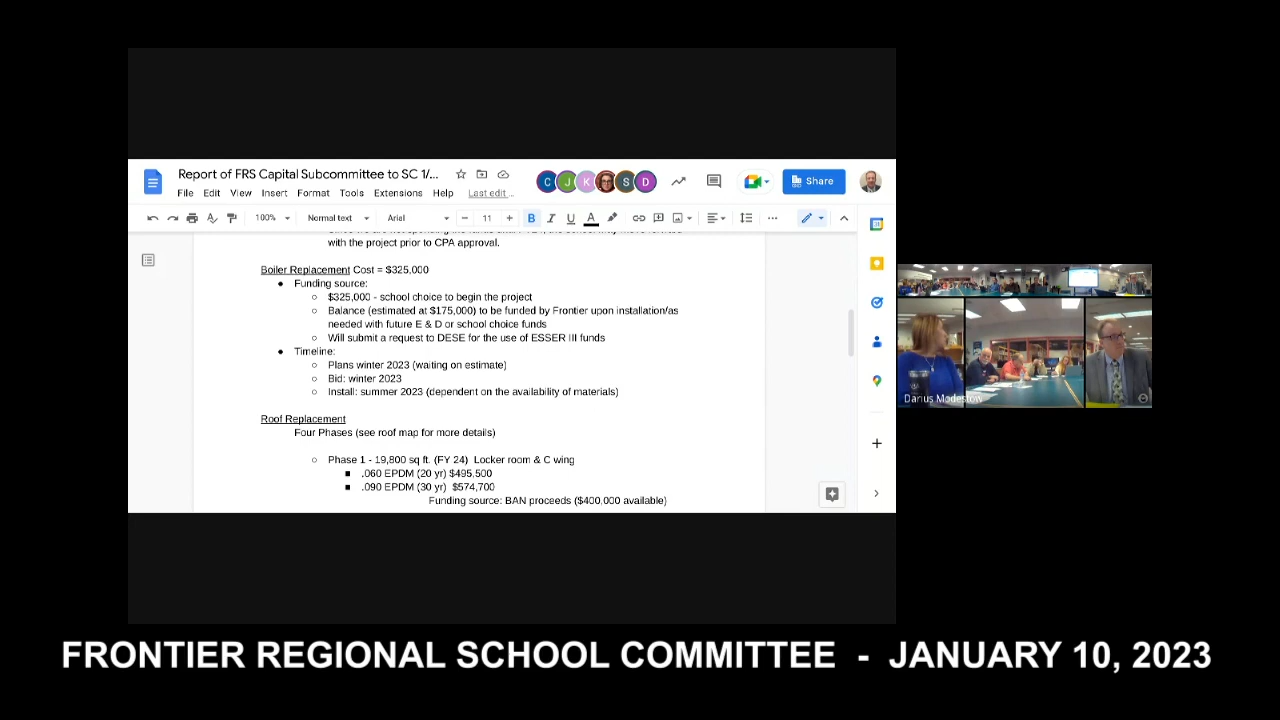 Report of FRS Capital Subcommittee to SC 1/...
C J K S D
Share
File Edit View Insert Format Tools Extensions Help Last edit ...
100% Normal text Arial 11 B I U A
with the project prior to CPA approval.
Boiler Replacement Cost = $325,000
Funding source:
$325,000 - school choice to begin the project
Balance (estimated at $175,000) to be funded by Frontier upon installation/as
needed with future E & D or school choice funds
Will submit a request to DESE for the use of ESSER III funds
Timeline:
Plans winter 2023 (waiting on estimate)
Bid: winter 2023
Install: summer 2023 (dependent on the availability of materials)
Roof Replacement
Four Phases (see roof map for more details)
Phase 1 - 19,800 sq ft. (FY 24) Locker room & C wing
.060 EPDM (20 yr) $495,500
.090 EPDM (30 yr) $574,700
Funding source: BAN proceeds ($400,000 available)
Darius Modestow
FRONTIER REGIONAL SCHOOL COMMITTEE - JANUARY 10, 2023